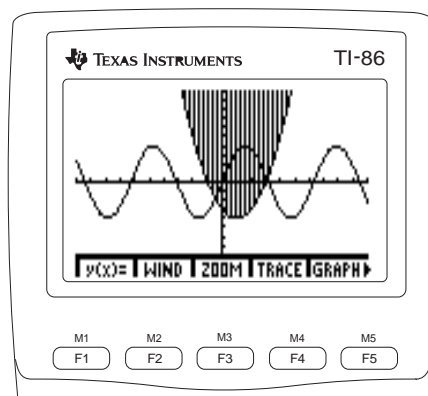 TEXAS INSTRUMENTS TI-86
y(x)= WIND ZOOM TRACE GRAPH
M1 M2 M3 M4 M5
F1 F2 F3 F4 F5